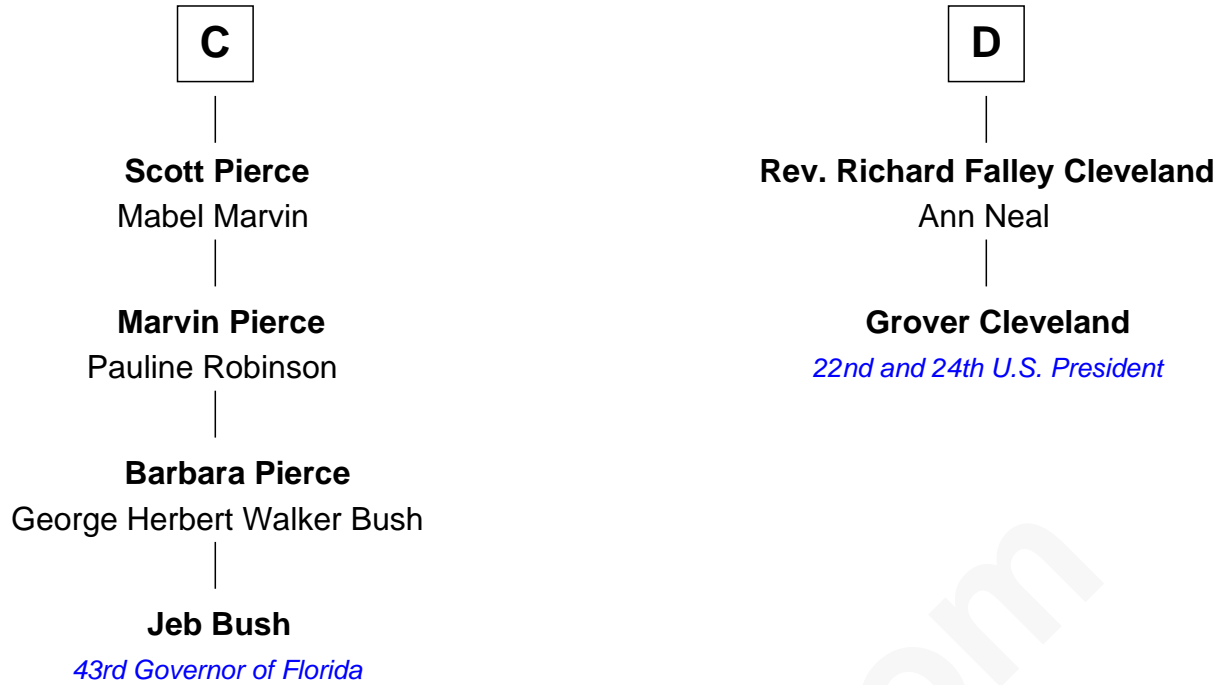 C
Scott Pierce
Mabel Marvin
Marvin Pierce
Pauline Robinson
Barbara Pierce
George Herbert Walker Bush
Jeb Bush
43rd Governor of Florida
D
Rev. Richard Falley Cleveland
Ann Neal
Grover Cleveland
22nd and 24th U.S. President
om